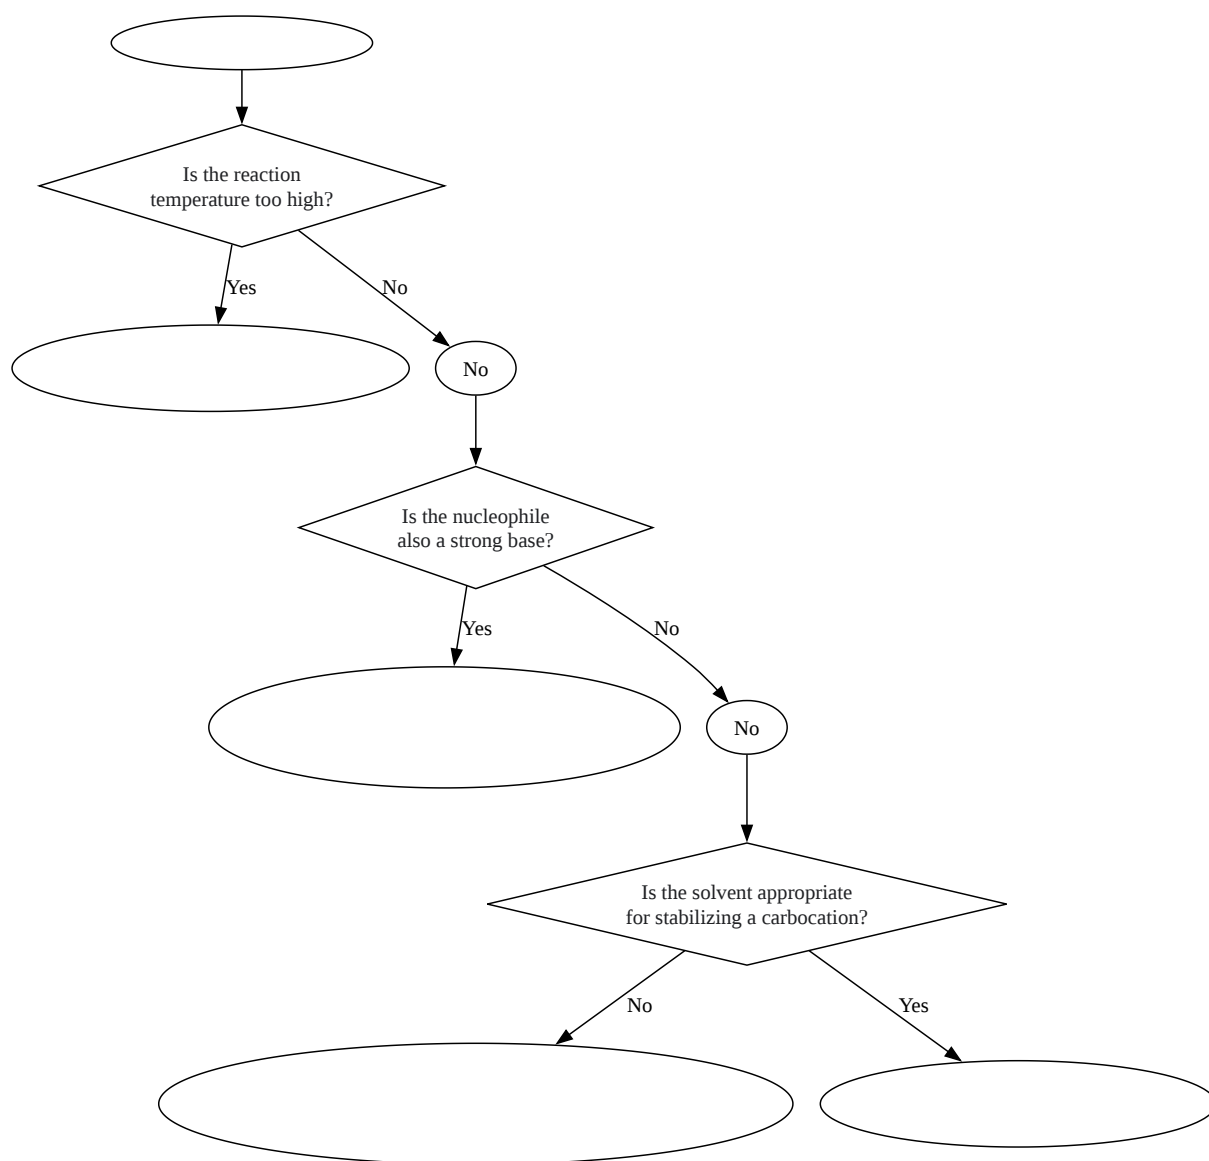 Is the reaction
temperature too high?
Yes
No
No
Is the nucleophile
also a strong base?
Yes
No
No
Is the solvent appropriate
for stabilizing a carbocation?
No
Yes